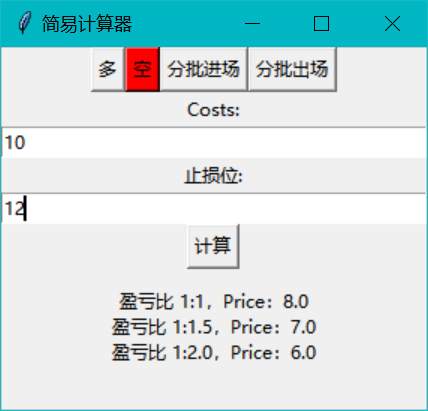 简易计算器
多 空 分批进场 分批出场
Costs:
10
止损位:
12
计算
盈亏比 1:1，Price：8.0
盈亏比 1:1.5，Price：7.0
盈亏比 1:2.0，Price：6.0